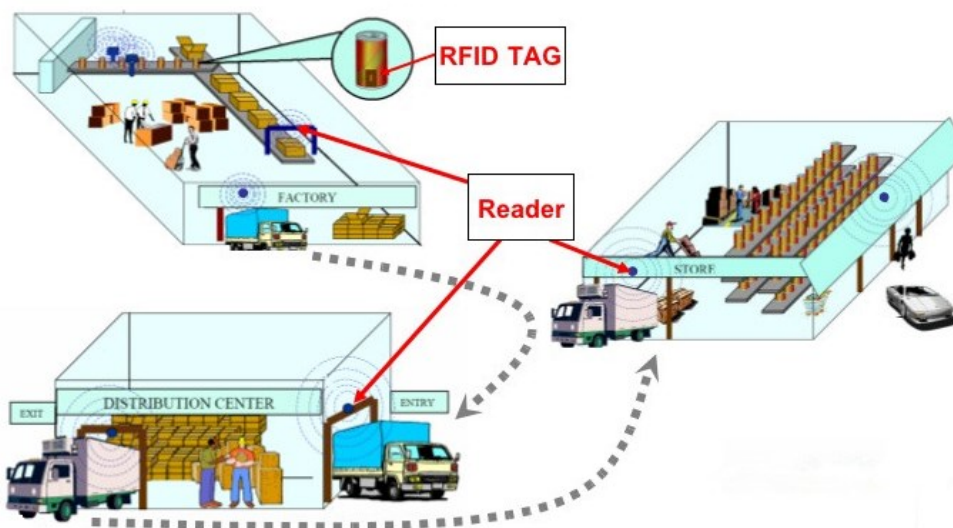 RFID TAG
FACTORY
Reader
STORE
DISTRIBUTION CENTER
ENTRY
EXIT